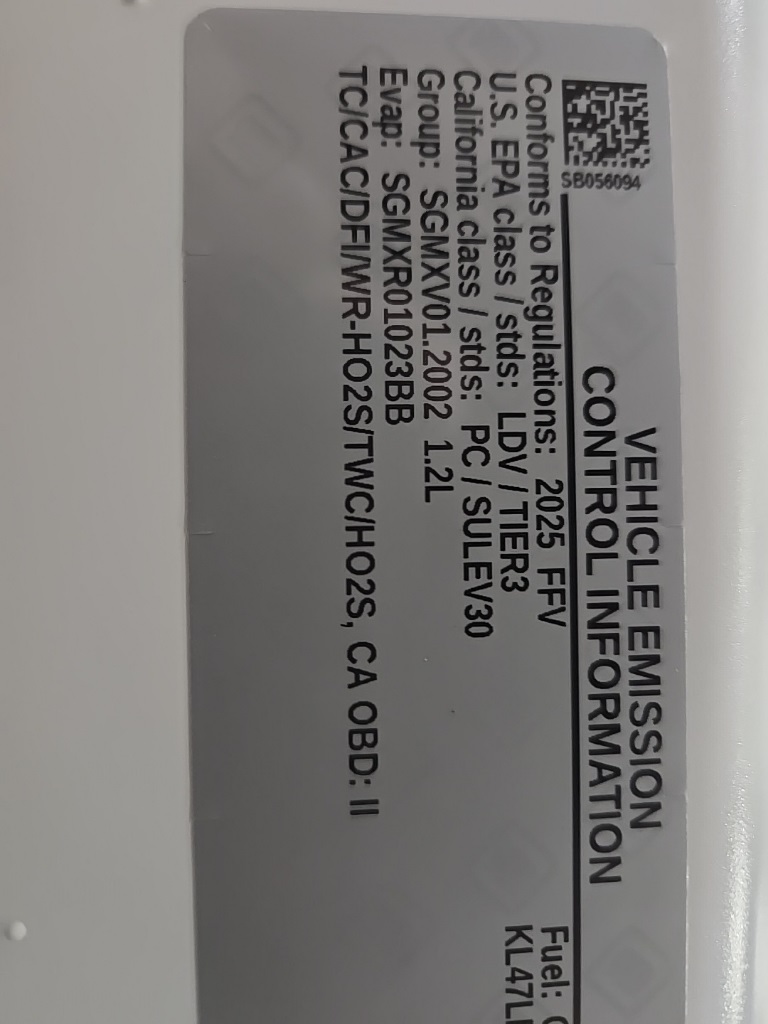 SB056094
VEHICLE EMISSION
CONTROL INFORMATION
Conforms to Regulations: 2025 FFV
U.S. EPA class / stds: LDV / TIER3
California class / stds: PC / SULEV30
Group: SGMXV01.2002 1.2L
Evap: SGMXR01023BB
TC/CAC/DFI/WR-HO2S/TWC/HO2S, CA OBD: II
Fuel:
KL47L